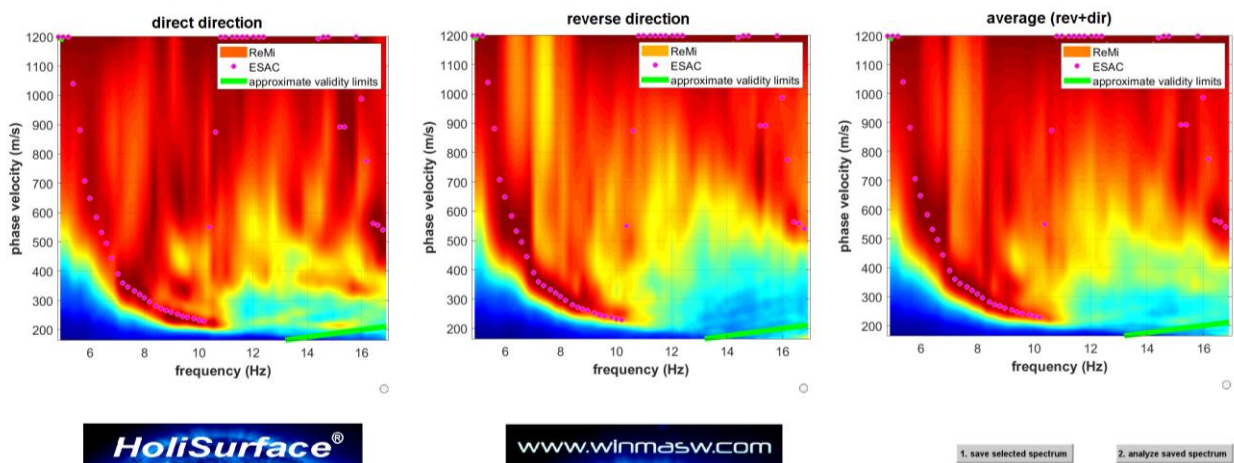 direct direction
1200
1100
1000
900
800
700
600
500
400
300
200
6 8 10 12 14 16
phase velocity (m/s)
frequency (Hz)
ReMi
ESAC
approximate validity limits
reverse direction
1200
1100
1000
900
800
700
600
500
400
300
200
6 8 10 12 14 16
phase velocity (m/s)
frequency (Hz)
ReMi
ESAC
approximate validity limits
average (rev+dir)
1200
1100
1000
900
800
700
600
500
400
300
200
6 8 10 12 14 16
phase velocity (m/s)
frequency (Hz)
ReMi
ESAC
approximate validity limits
HoliSurface®
www.winmasw.com
1. save selected spectrum
2. analyze saved spectrum